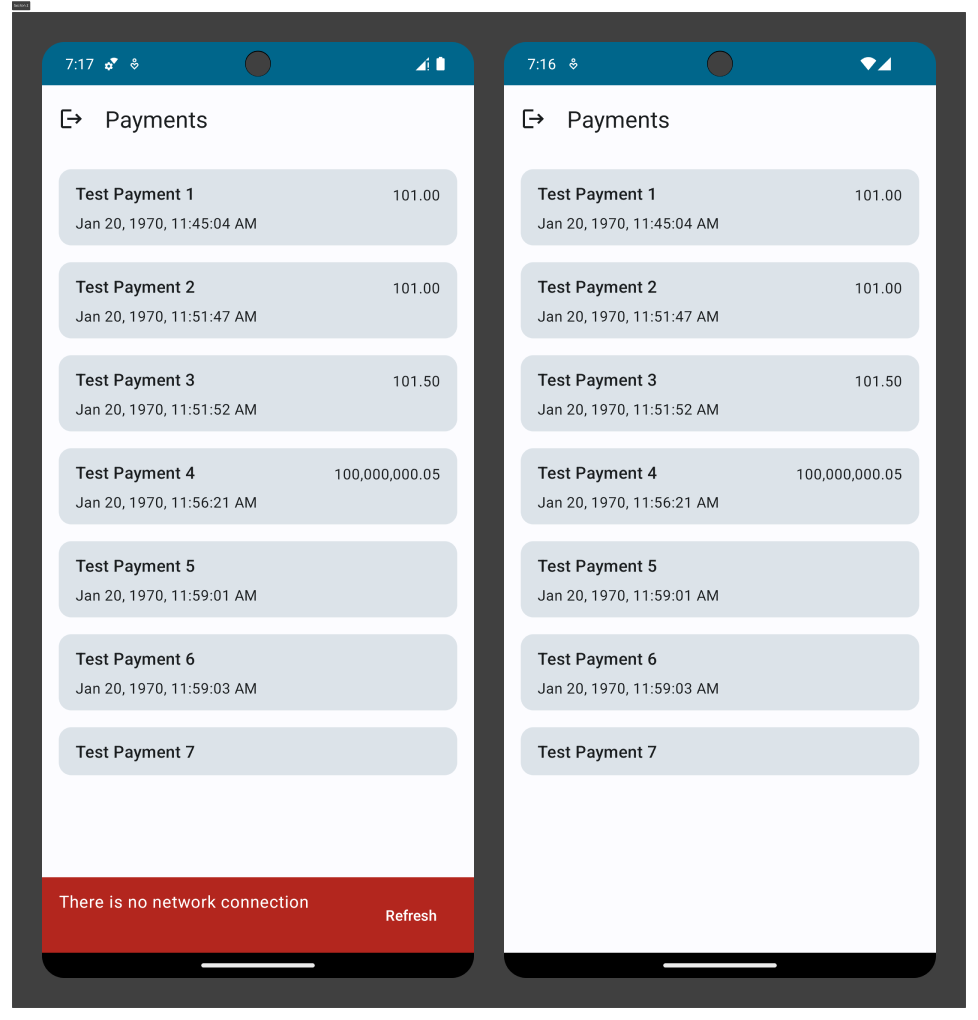 7:17
Payments
Test Payment 1
101.00
Jan 20, 1970, 11:45:04 AM
Test Payment 2
101.00
Jan 20, 1970, 11:51:47 AM
Test Payment 3
101.50
Jan 20, 1970, 11:51:52 AM
Test Payment 4
100,000,000.05
Jan 20, 1970, 11:56:21 AM
Test Payment 5
Jan 20, 1970, 11:59:01 AM
Test Payment 6
Jan 20, 1970, 11:59:03 AM
Test Payment 7
There is no network connection
Refresh
7:16
Payments
Test Payment 1
101.00
Jan 20, 1970, 11:45:04 AM
Test Payment 2
101.00
Jan 20, 1970, 11:51:47 AM
Test Payment 3
101.50
Jan 20, 1970, 11:51:52 AM
Test Payment 4
100,000,000.05
Jan 20, 1970, 11:56:21 AM
Test Payment 5
Jan 20, 1970, 11:59:01 AM
Test Payment 6
Jan 20, 1970, 11:59:03 AM
Test Payment 7